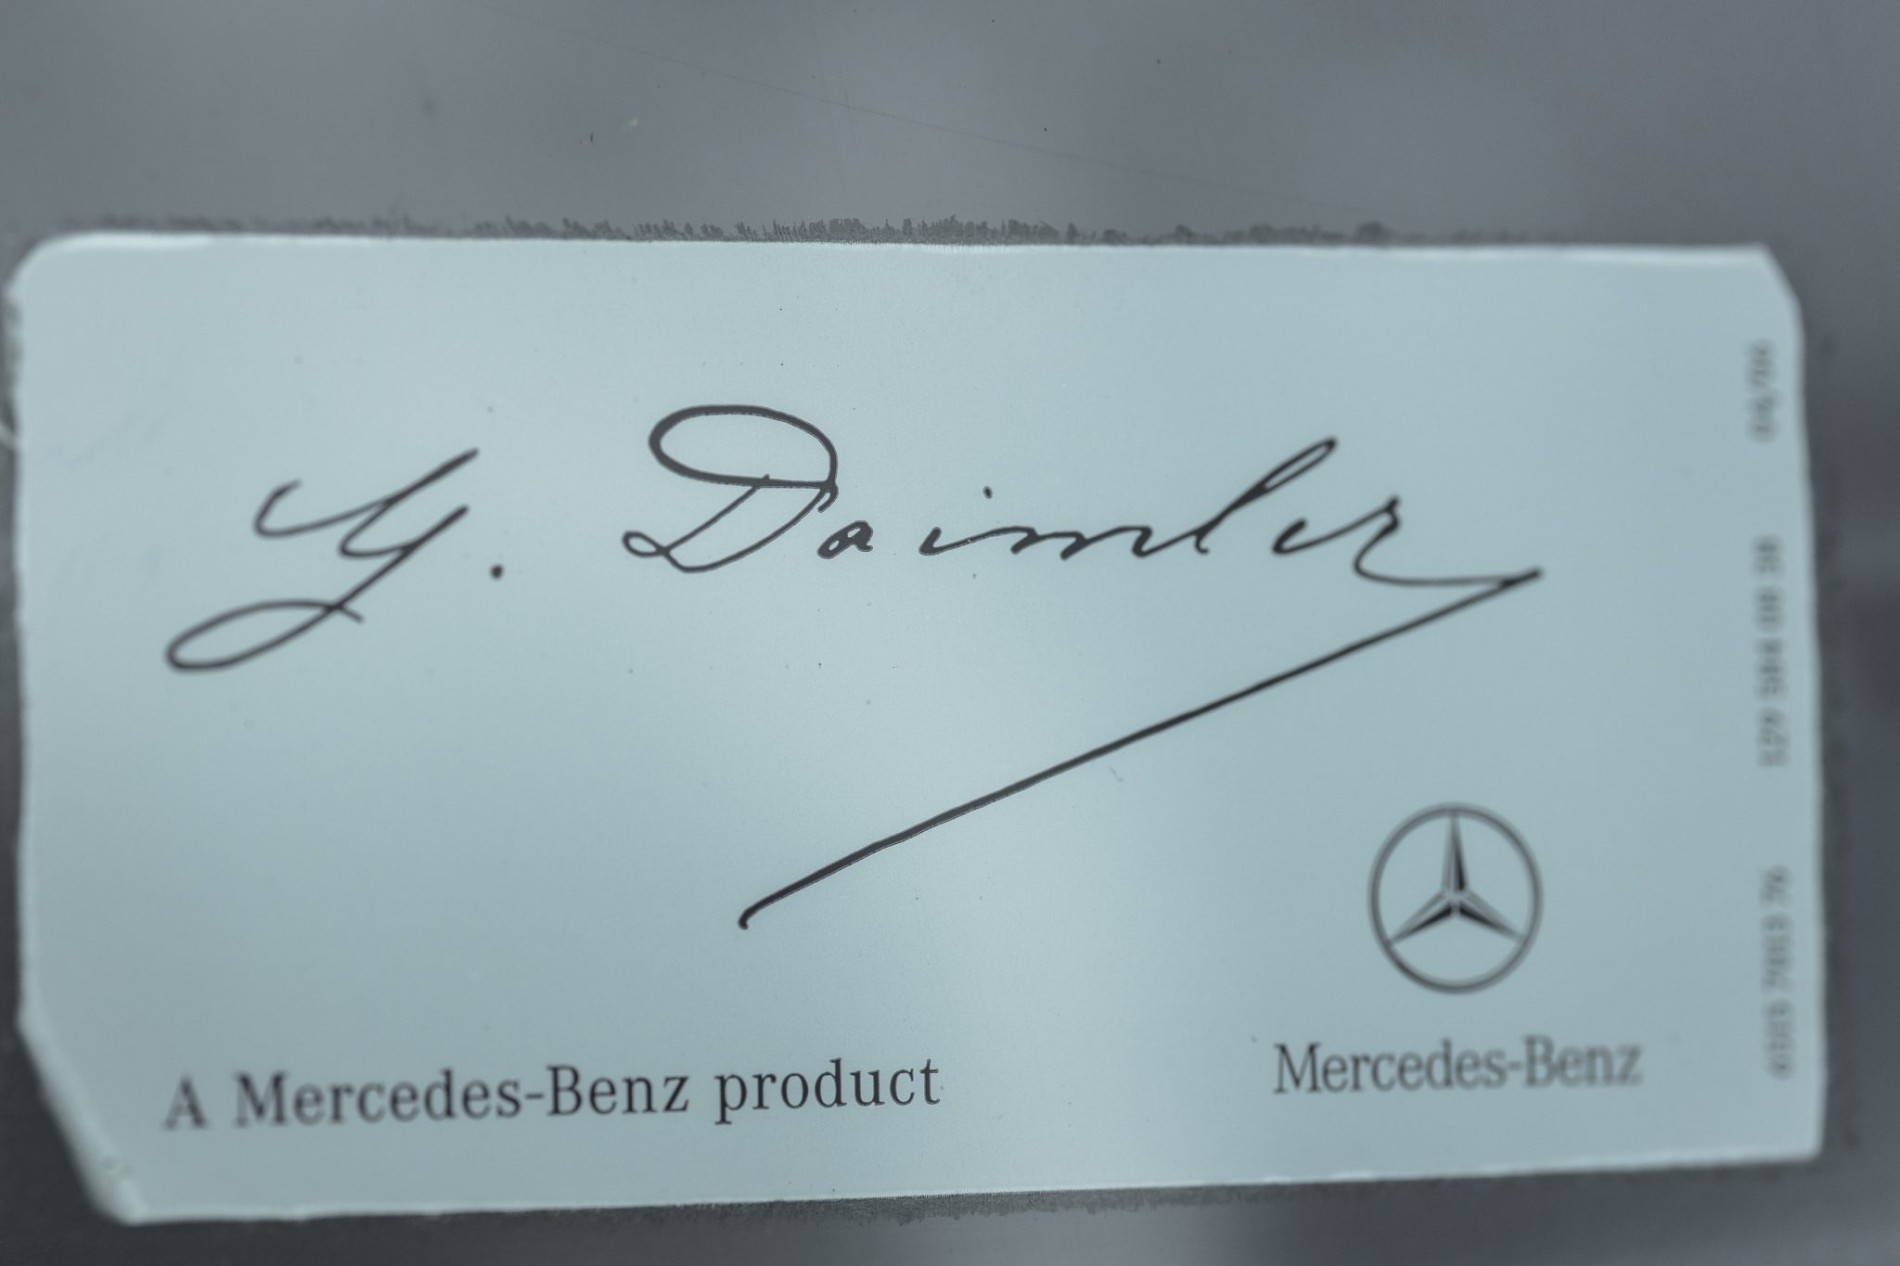 G. Daimler
A Mercedes-Benz product
Mercedes-Benz